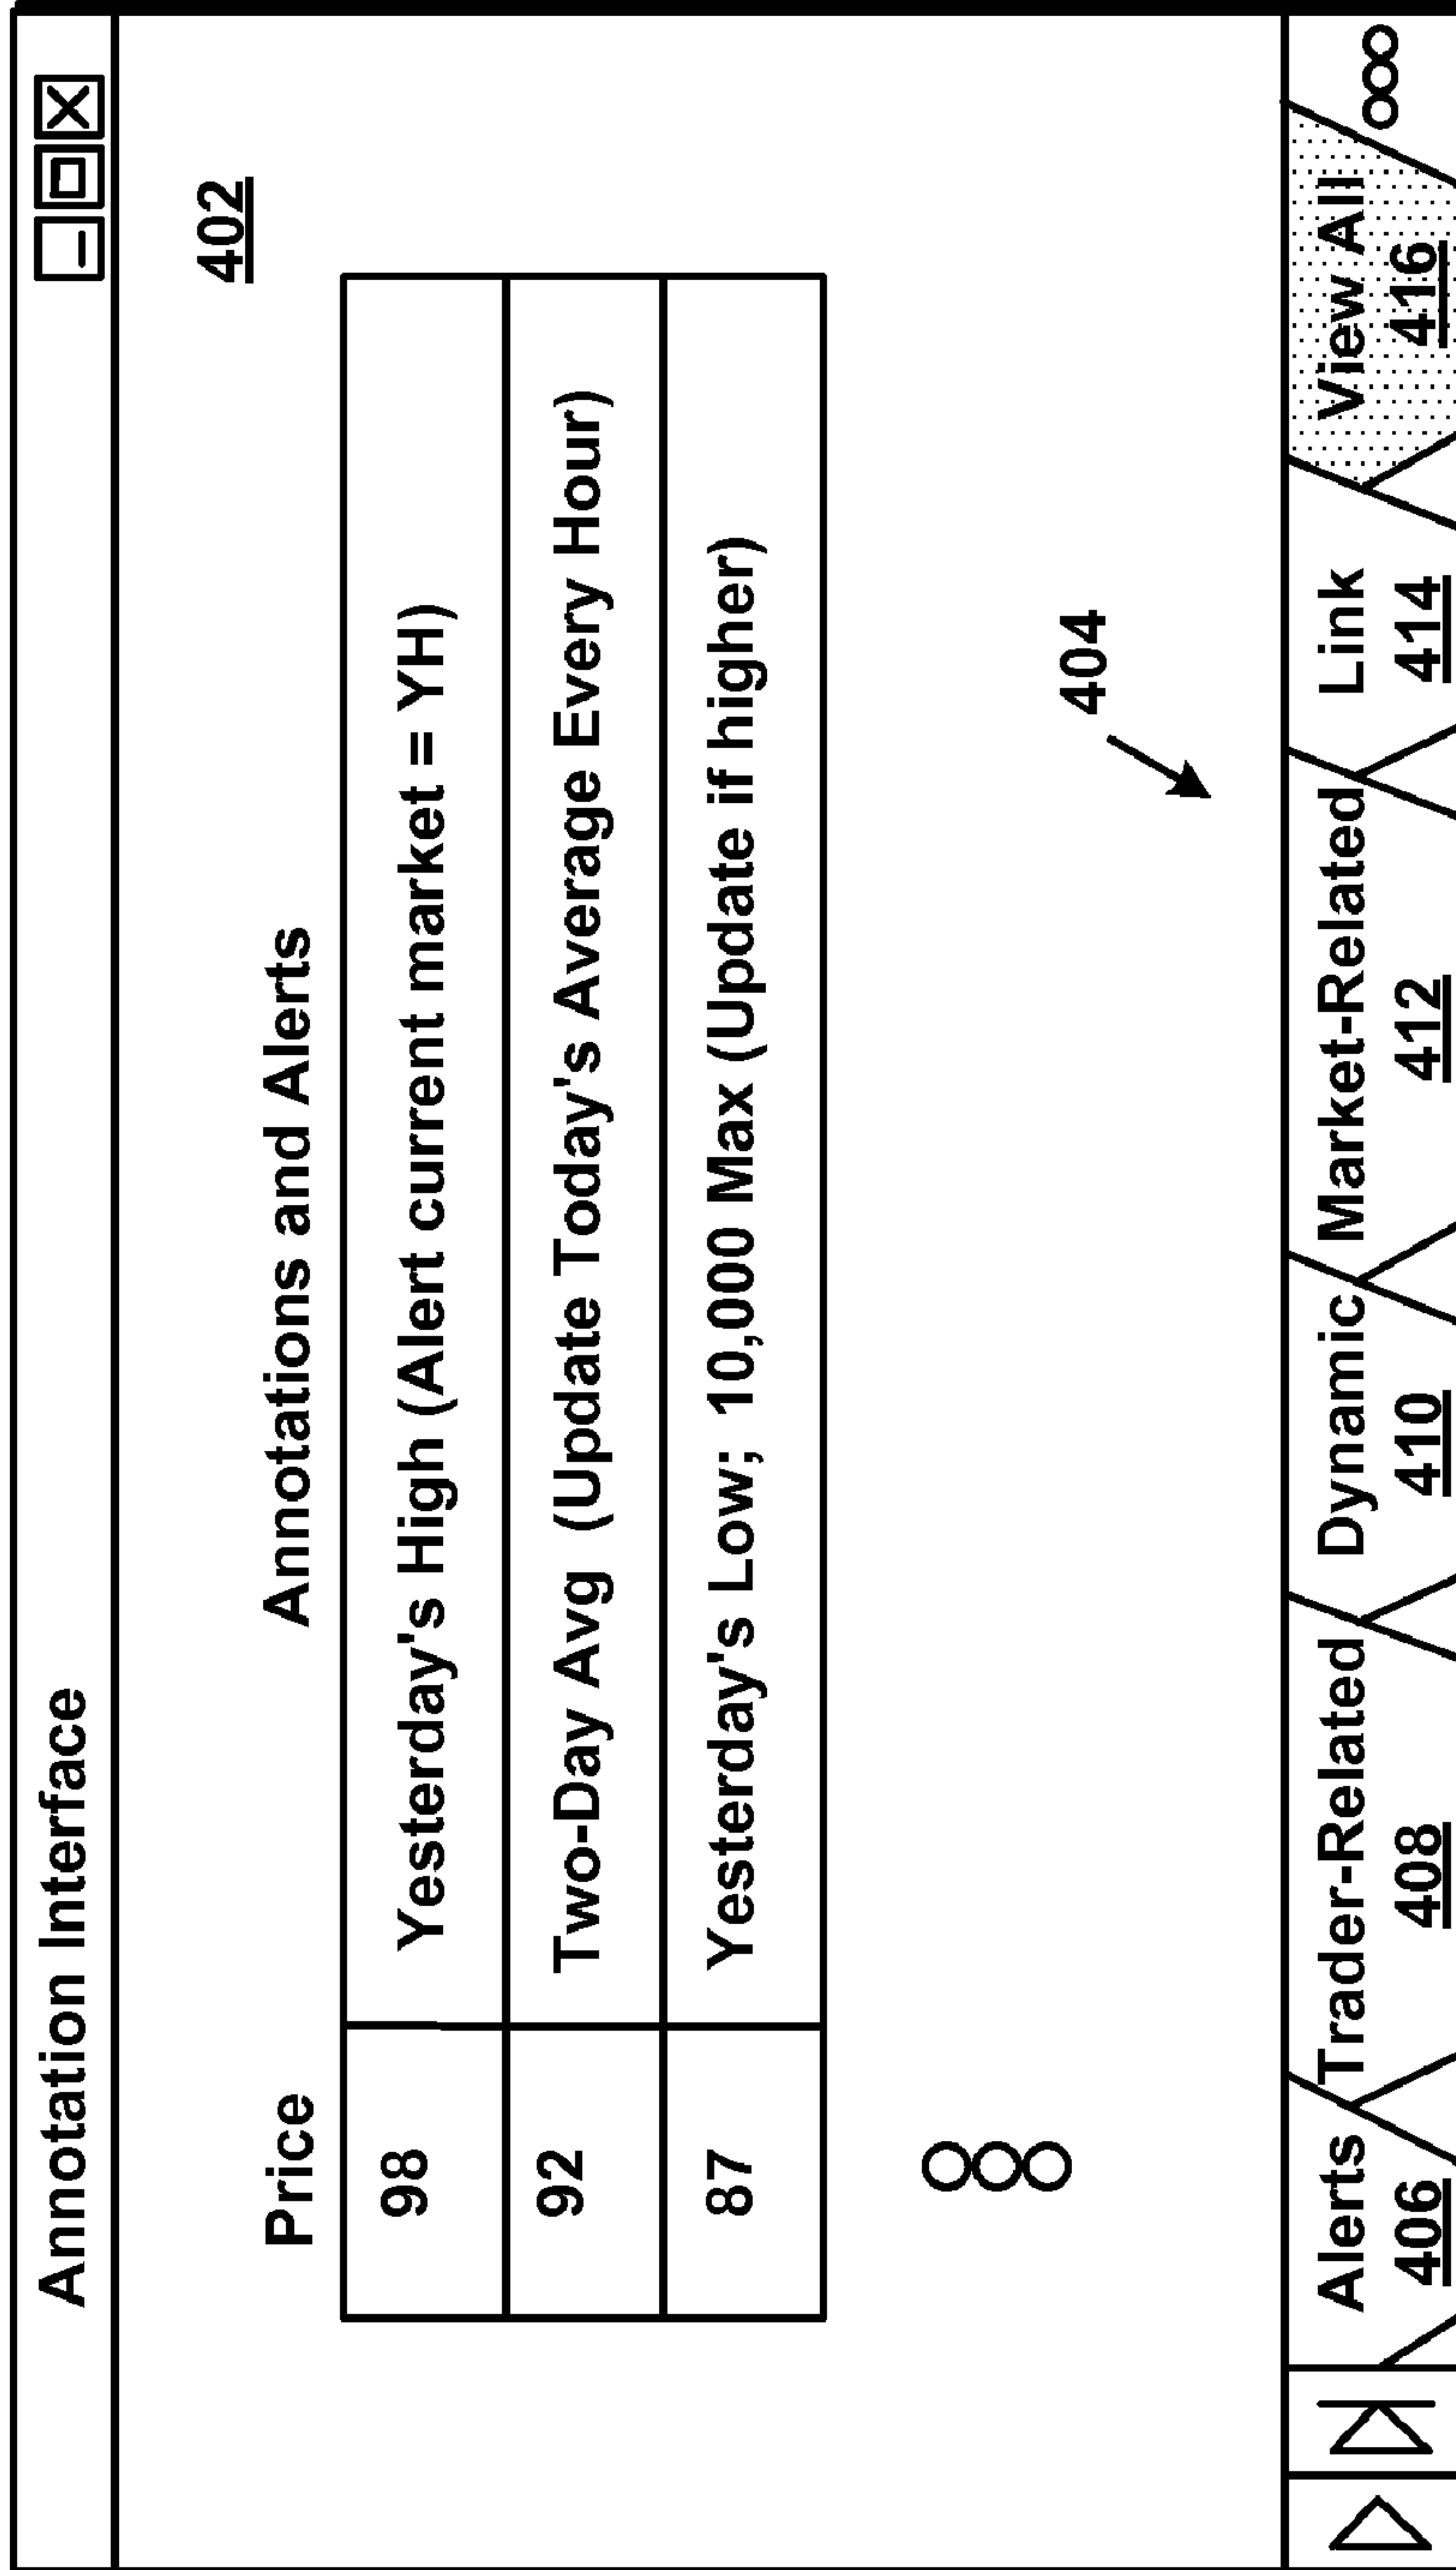 Annotation Interface
402
Price Annotations and Alerts
98 Yesterday's High (Alert current market = YH)
92 Two-Day Avg (Update Today's Average Every Hour)
87 Yesterday's Low; 10,000 Max (Update if higher)
404
Alerts Trader-Related Dynamic Market-Related Link View All
406 408 410 412 414 416